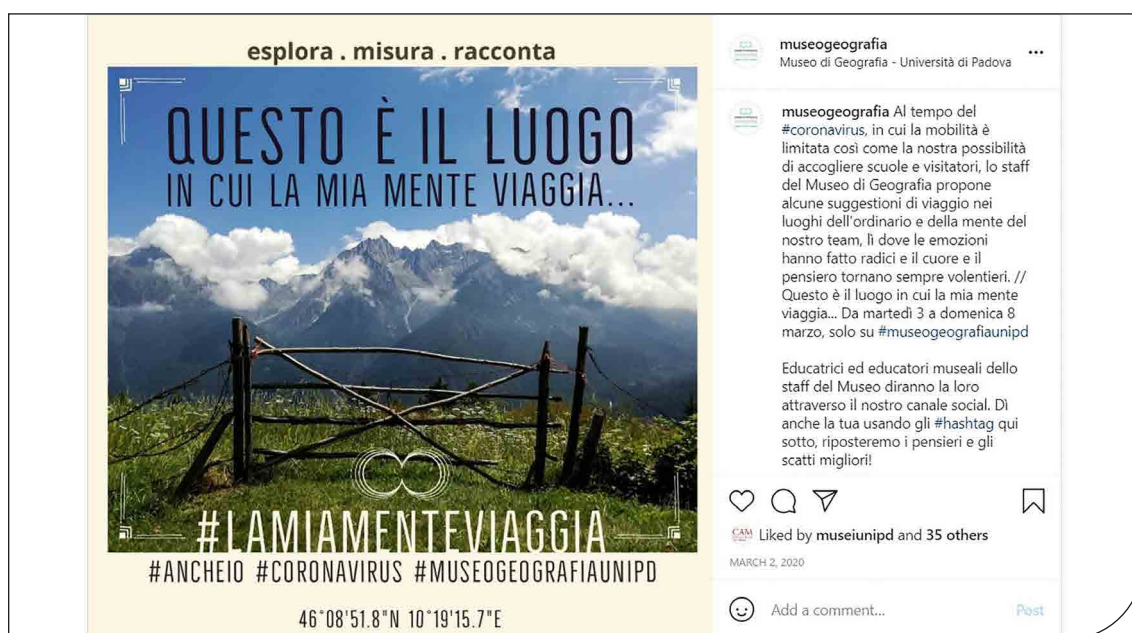 esplora . misura . racconta
QUESTO È IL LUOGO
IN CUI LA MIA MENTE VIAGGIA...
#LAMIAMENTEVIAGGIA
#ANCHEIO #CORONAVIRUS #MUSEOGEOGRAFIAUNIPD
46°08'51.8"N 10°19'15.7"E
museogeografia
Museo di Geografia - Università di Padova
museogeografia Al tempo del
#coronavirus, in cui la mobilità è
limitata così come la nostra possibilità
di accogliere scuole e visitatori, lo staff
del Museo di Geografia propone
alcune suggestioni di viaggio nei
luoghi dell'ordinario e della mente del
nostro team, lì dove le emozioni
hanno fatto radici e il cuore e il
pensiero tornano sempre volentieri. //
Questo è il luogo in cui la mia mente
viaggia... Da martedì 3 a domenica 8
marzo, solo su #museogeografiaunipd
Educatrici ed educatori museali dello
staff del Museo diranno la loro
attraverso il nostro canale social. Dì
anche la tua usando gli #hashtag qui
sotto, riposteremo i pensieri e gli
scatti migliori!
CAM
Liked by museiunipd and 35 others
MARCH 2, 2020
Add a comment...
Post